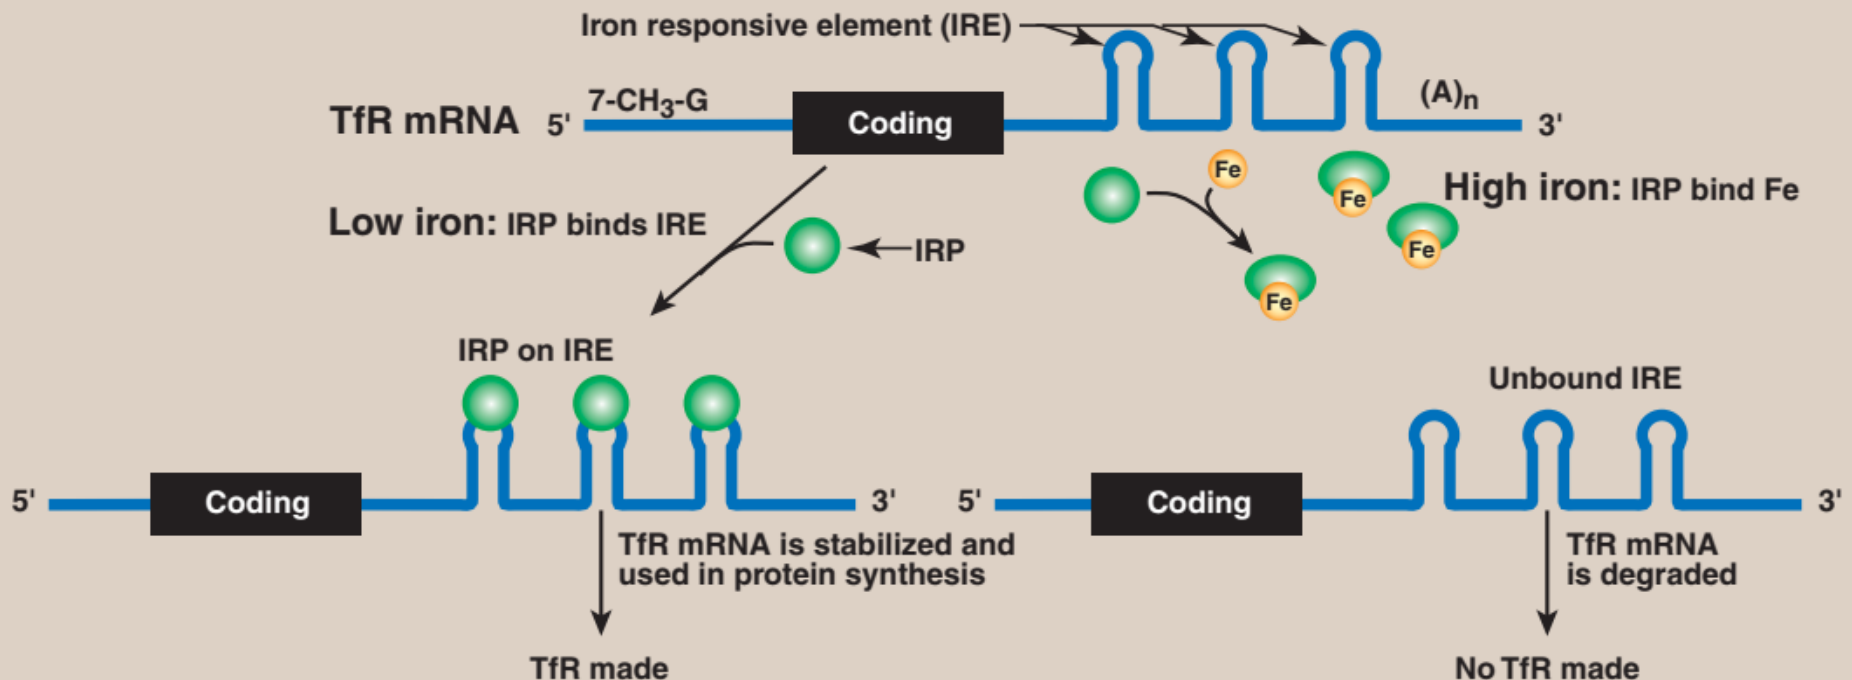 Iron responsive element (IRE)
7-CH₃-G
(A)ₙ
TfR mRNA 5' Coding 3'
Fe
Fe
High iron: IRP bind Fe
Low iron: IRP binds IRE
IRP
Fe
Fe
IRP on IRE
Unbound IRE
5' Coding 3'
5' Coding 3'
TfR mRNA is stabilized and
used in protein synthesis
TfR mRNA
is degraded
TfR made
No TfR made